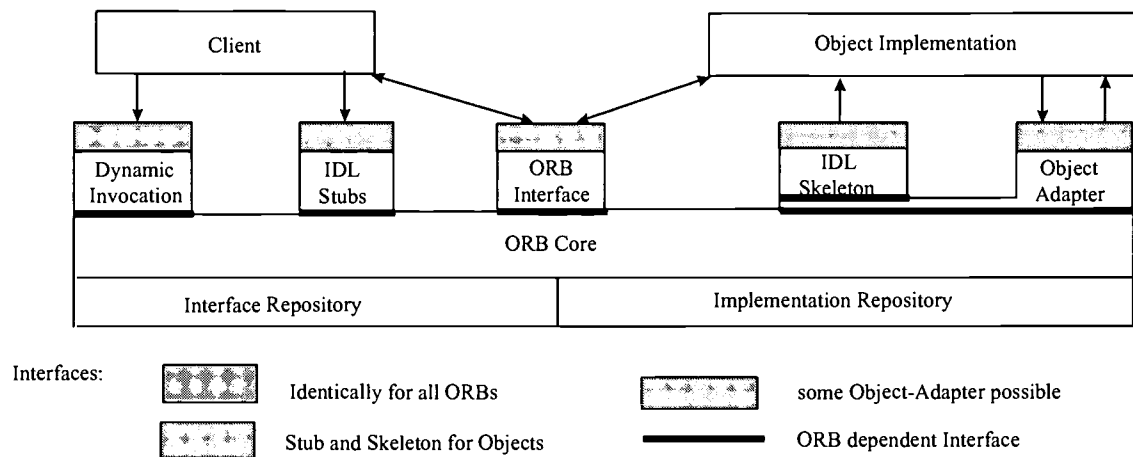 Client
Object Implementation
Dynamic
Invocation
IDL
Stubs
ORB
Interface
IDL
Skeleton
Object
Adapter
ORB Core
Interface Repository
Implementation Repository
Interfaces:
Identically for all ORBs
some Object-Adapter possible
Stub and Skeleton for Objects
ORB dependent Interface